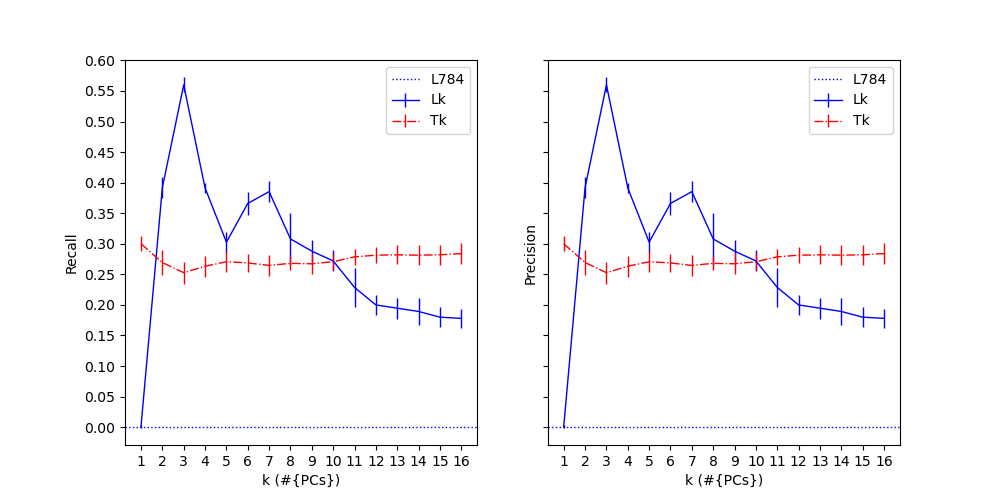 0.60
0.55
0.50
0.45
0.40
0.35
0.30
0.25
0.20
0.15
0.10
0.05
0.00
Recall
L784
Lk
Tk
1 2 3 4 5 6 7 8 9 10 11 12 13 14 15 16
k (#{PCs})
Precision
L784
Lk
Tk
1 2 3 4 5 6 7 8 9 10 11 12 13 14 15 16
k (#{PCs})